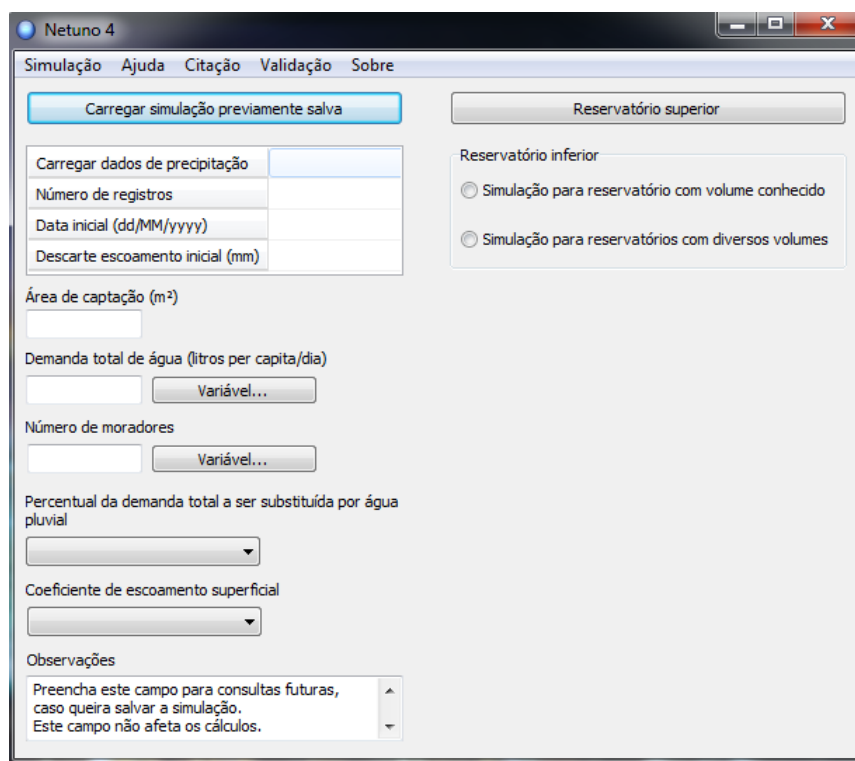 Netuno 4
Simulação Ajuda Citação Validação Sobre
Carregar simulação previamente salva
Reservatório superior
Carregar dados de precipitação
Número de registros
Data inicial (dd/MM/yyyy)
Descarte escoamento inicial (mm)
Reservatório inferior
Simulação para reservatório com volume conhecido
Simulação para reservatórios com diversos volumes
Área de captação (m²)
Demanda total de água (litros per capita/dia)
Variável...
Número de moradores
Variável...
Percentual da demanda total a ser substituída por água
pluvial
Coeficiente de escoamento superficial
Observações
Preencha este campo para consultas futuras,
caso queira salvar a simulação.
Este campo não afeta os cálculos.